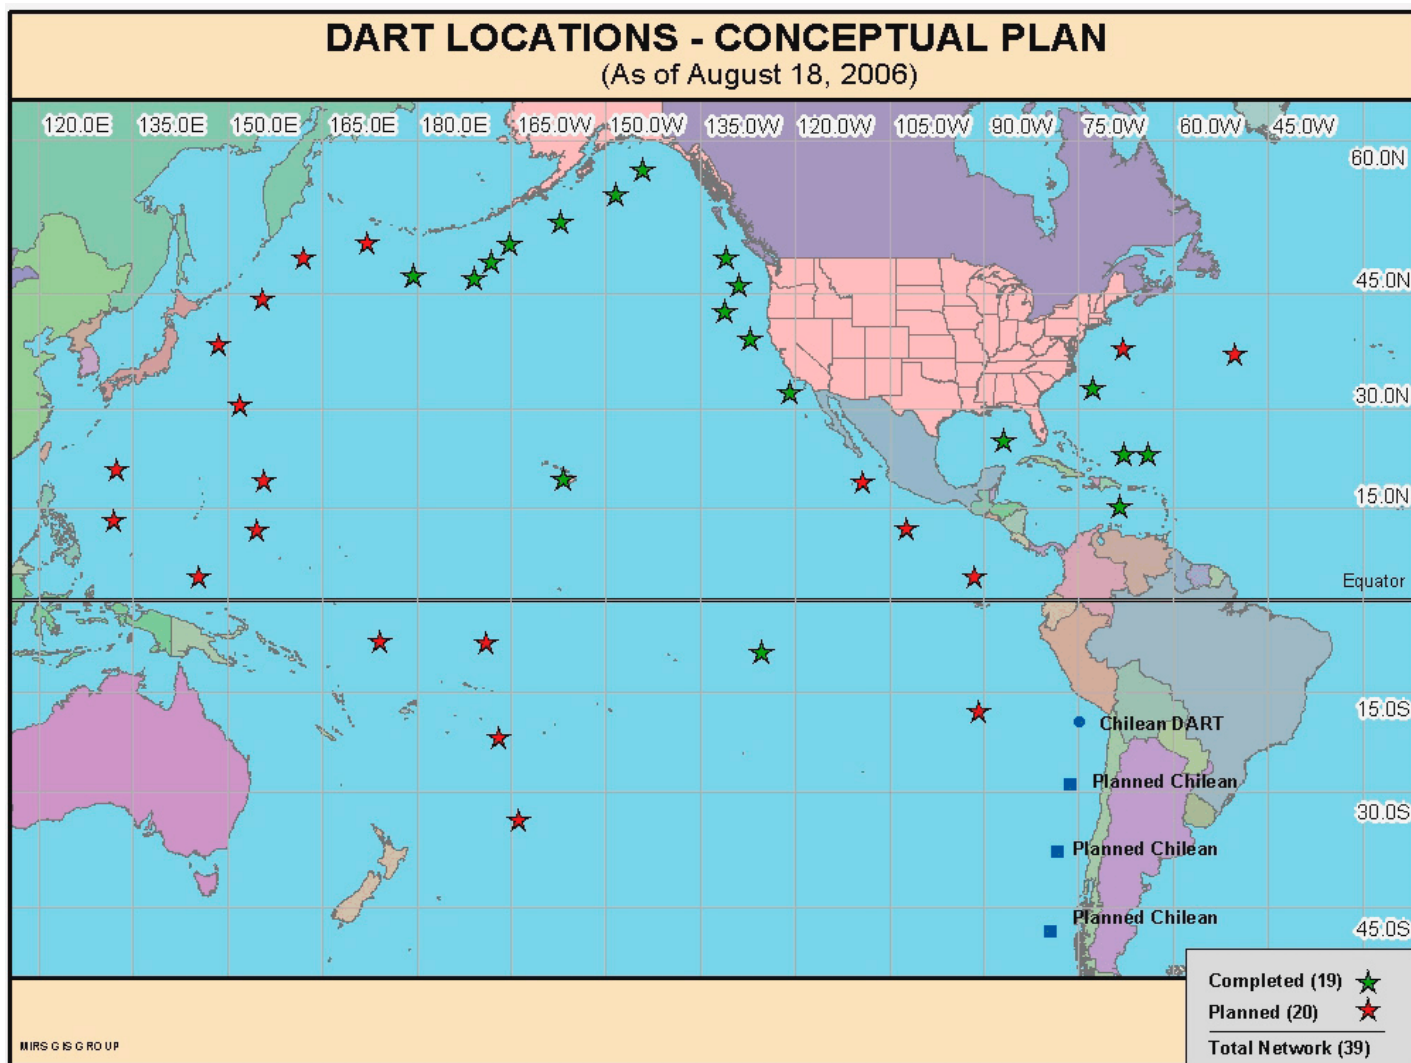 DART LOCATIONS - CONCEPTUAL PLAN
(As of August 18, 2006)
120.0E 135.0E 150.0E 165.0E 180.0E 165.0W 150.0W 135.0W 120.0W 105.0W 90.0W 75.0W 60.0W 45.0W
60.0N
45.0N
30.0N
15.0N
Equator
15.0S
Chilean DART
Planned Chilean
30.0S
Planned Chilean
Planned Chilean
45.0S
Completed (19)
Planned (20)
Total Network (39)
MIRS GIS GROUP